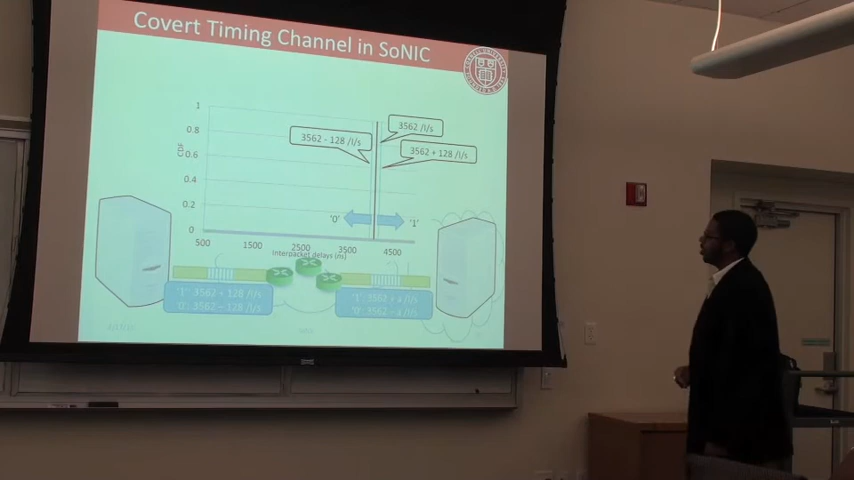 Covert Timing Channel in SoNIC
1
0.8
0.6
0.4
0.2
0
CDF
3562 /I/s
3562 - 128 /I/s
3562 + 128 /I/s
'0'
'1'
500
1500
2500
3500
4500
Interpacket delays (ns)
'1': 3562 + 128 /I/s
'0': 3562 – 128 /I/s
'1': 3562 + a /I/s
'0': 3562 – a /I/s